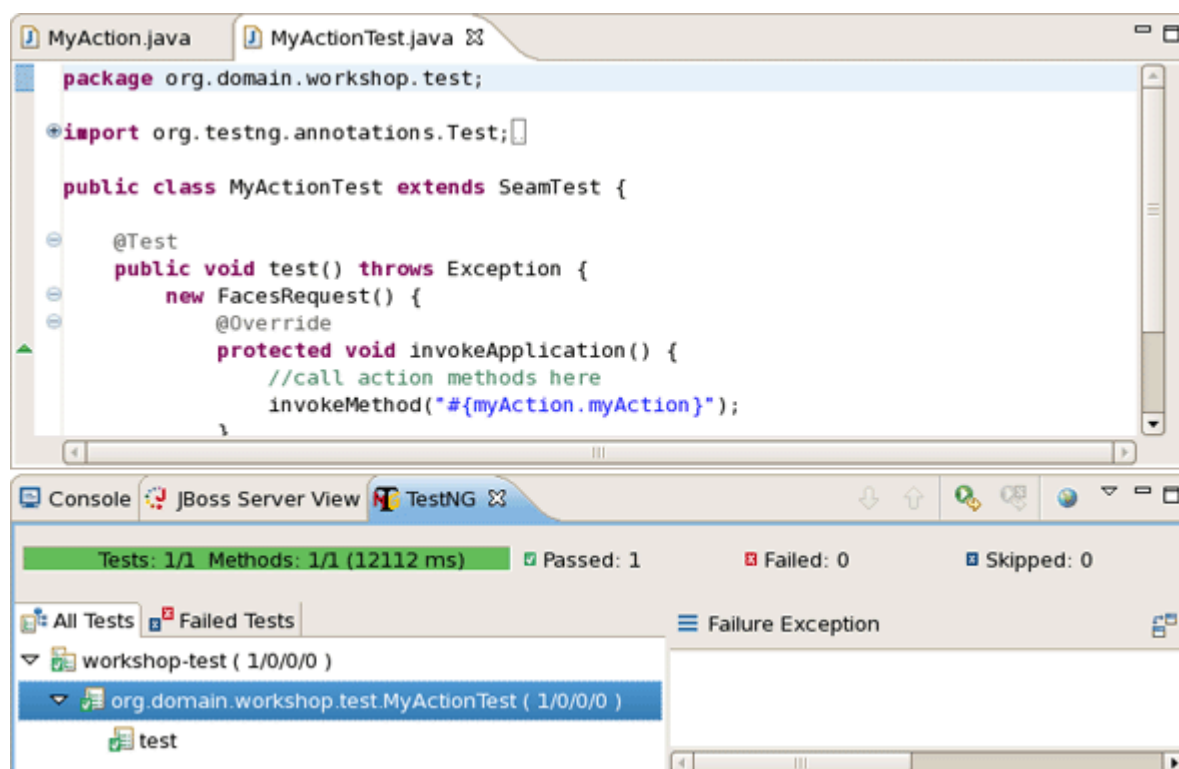 MyAction.java MyActionTest.java
package org.domain.workshop.test;
import org.testng.annotations.Test;
public class MyActionTest extends SeamTest {
@Test
public void test() throws Exception {
new FacesRequest() {
@Override
protected void invokeApplication() {
//call action methods here
invokeMethod("#{myAction.myAction}");
}
Console JBoss Server View TestNG
Tests: 1/1 Methods: 1/1 (12112 ms) Passed: 1 Failed: 0 Skipped: 0
All Tests Failed Tests Failure Exception
workshop-test ( 1/0/0/0 )
org.domain.workshop.test.MyActionTest ( 1/0/0/0 )
test